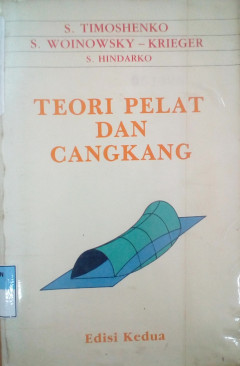 S. TIMOSHENKO
S. WOINOWSKY - KRIEGER
S. HINDARKO
TEORI PELAT
DAN
CANGKANG
Edisi Kedua